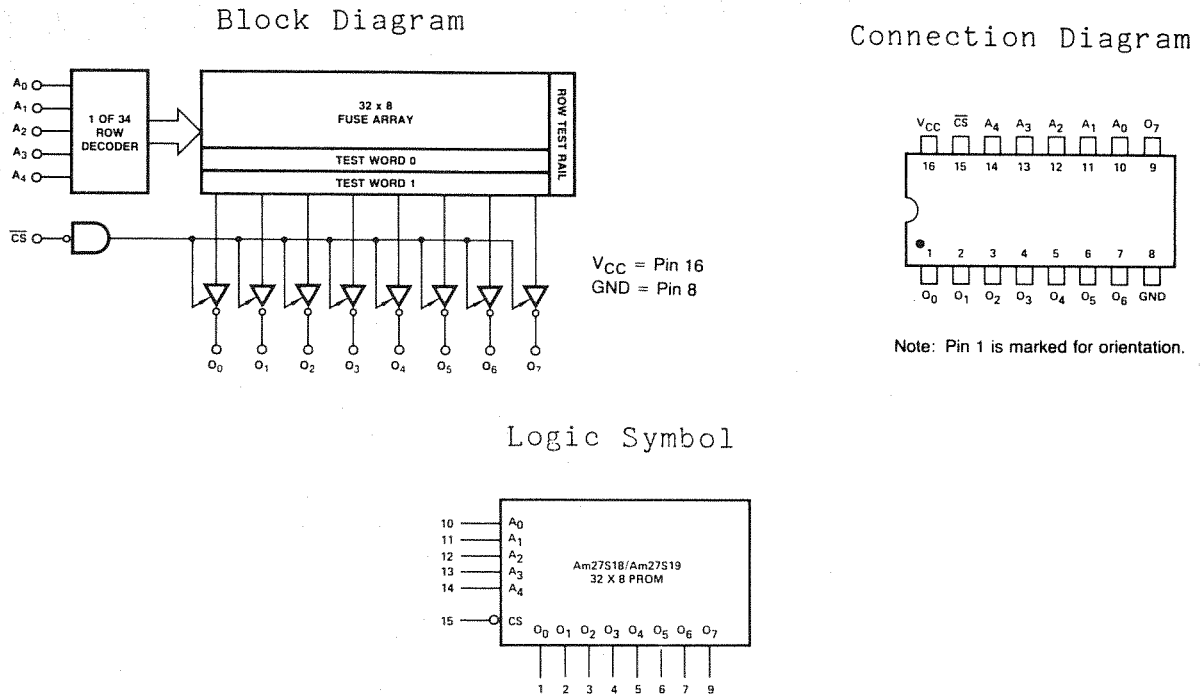 Block Diagram
A0
A1
A2
A3
A4
1 OF 34
ROW
DECODER
32 x 8
FUSE ARRAY
TEST WORD 0
TEST WORD 1
ROW TEST RAIL
C̅S̅
O0 O1 O2 O3 O4 O5 O6 O7
VCC = Pin 16
GND = Pin 8
Connection Diagram
VCC C̅S̅ A4 A3 A2 A1 A0 O7
16 15 14 13 12 11 10 9
1 2 3 4 5 6 7 8
O0 O1 O2 O3 O4 O5 O6 GND
Note: Pin 1 is marked for orientation.
Logic Symbol
10 A0
11 A1
12 A2
13 A3
14 A4
Am27S18/Am27S19
32 X 8 PROM
15 CS
O0 O1 O2 O3 O4 O5 O6 O7
1 2 3 4 5 6 7 9